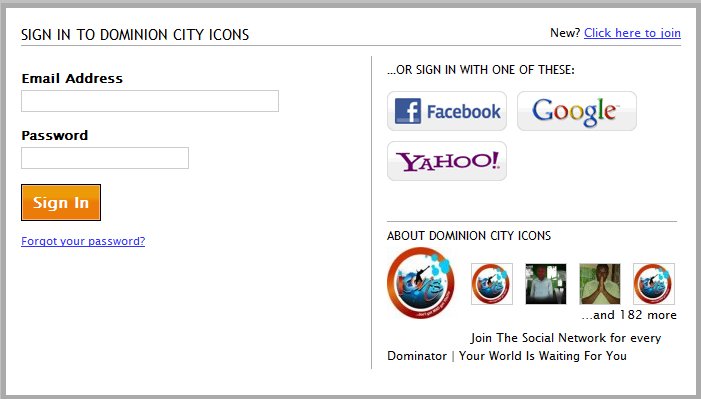 SIGN IN TO DOMINION CITY ICONS
New? Click here to join
Email Address
Password
Sign In
Forgot your password?
...OR SIGN IN WITH ONE OF THESE:
Facebook
Google™
YAHOO!
ABOUT DOMINION CITY ICONS
...and 182 more
Join The Social Network for every
Dominator | Your World Is Waiting For You